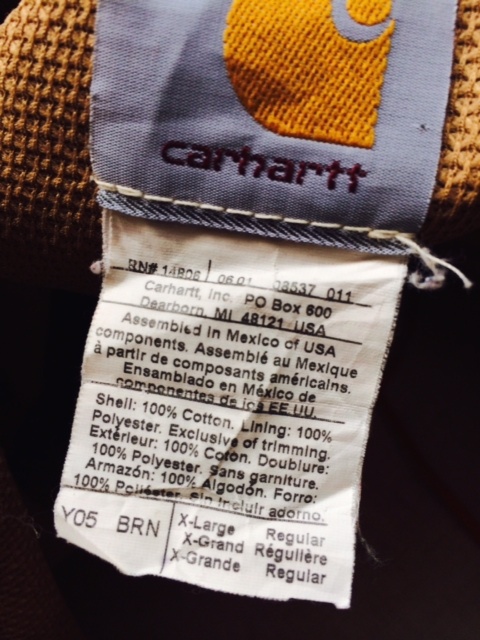 carhartt
RN# 14806 06 01 08537 011
Carhartt, Inc. PO Box 600
Dearborn, MI 48121 USA
Assembled in Mexico of USA
components. Assemblé au Mexique
à partir de composants américains.
Ensamblado en México de
componentes de los EE.UU.
Shell: 100% Cotton. Lining: 100%
Polyester. Exclusive of trimming.
Extérieur: 100% Coton. Doublure:
100% Polyester. Sans garniture.
Armazón: 100% Algodón. Forro:
100% Poliéster. sin incluir adorno.
Y05 BRN
X-Large Regular
X-Grand Régulière
X-Grande Regular